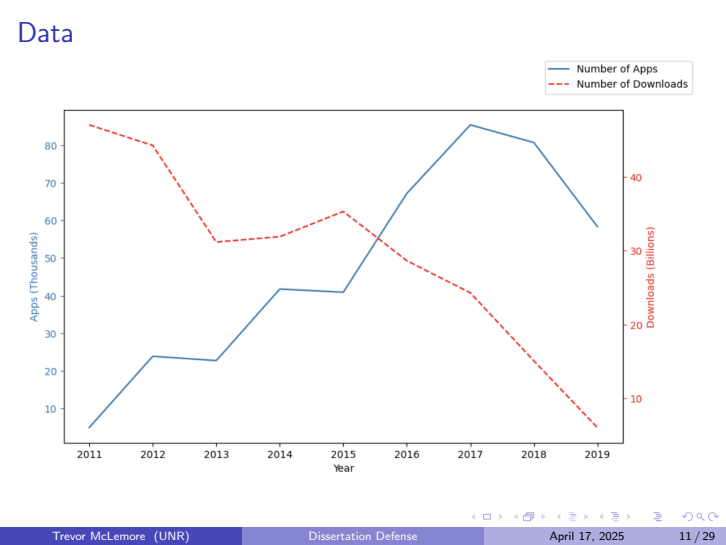 Data
Number of Apps
Number of Downloads
80
70
60
50
40
30
20
10
Apps (Thousands)
40
30
20
10
Downloads (Billions)
2011 2012 2013 2014 2015 2016 2017 2018 2019
Year
Trevor McLemore (UNR) Dissertation Defense April 17, 2025 11 / 29